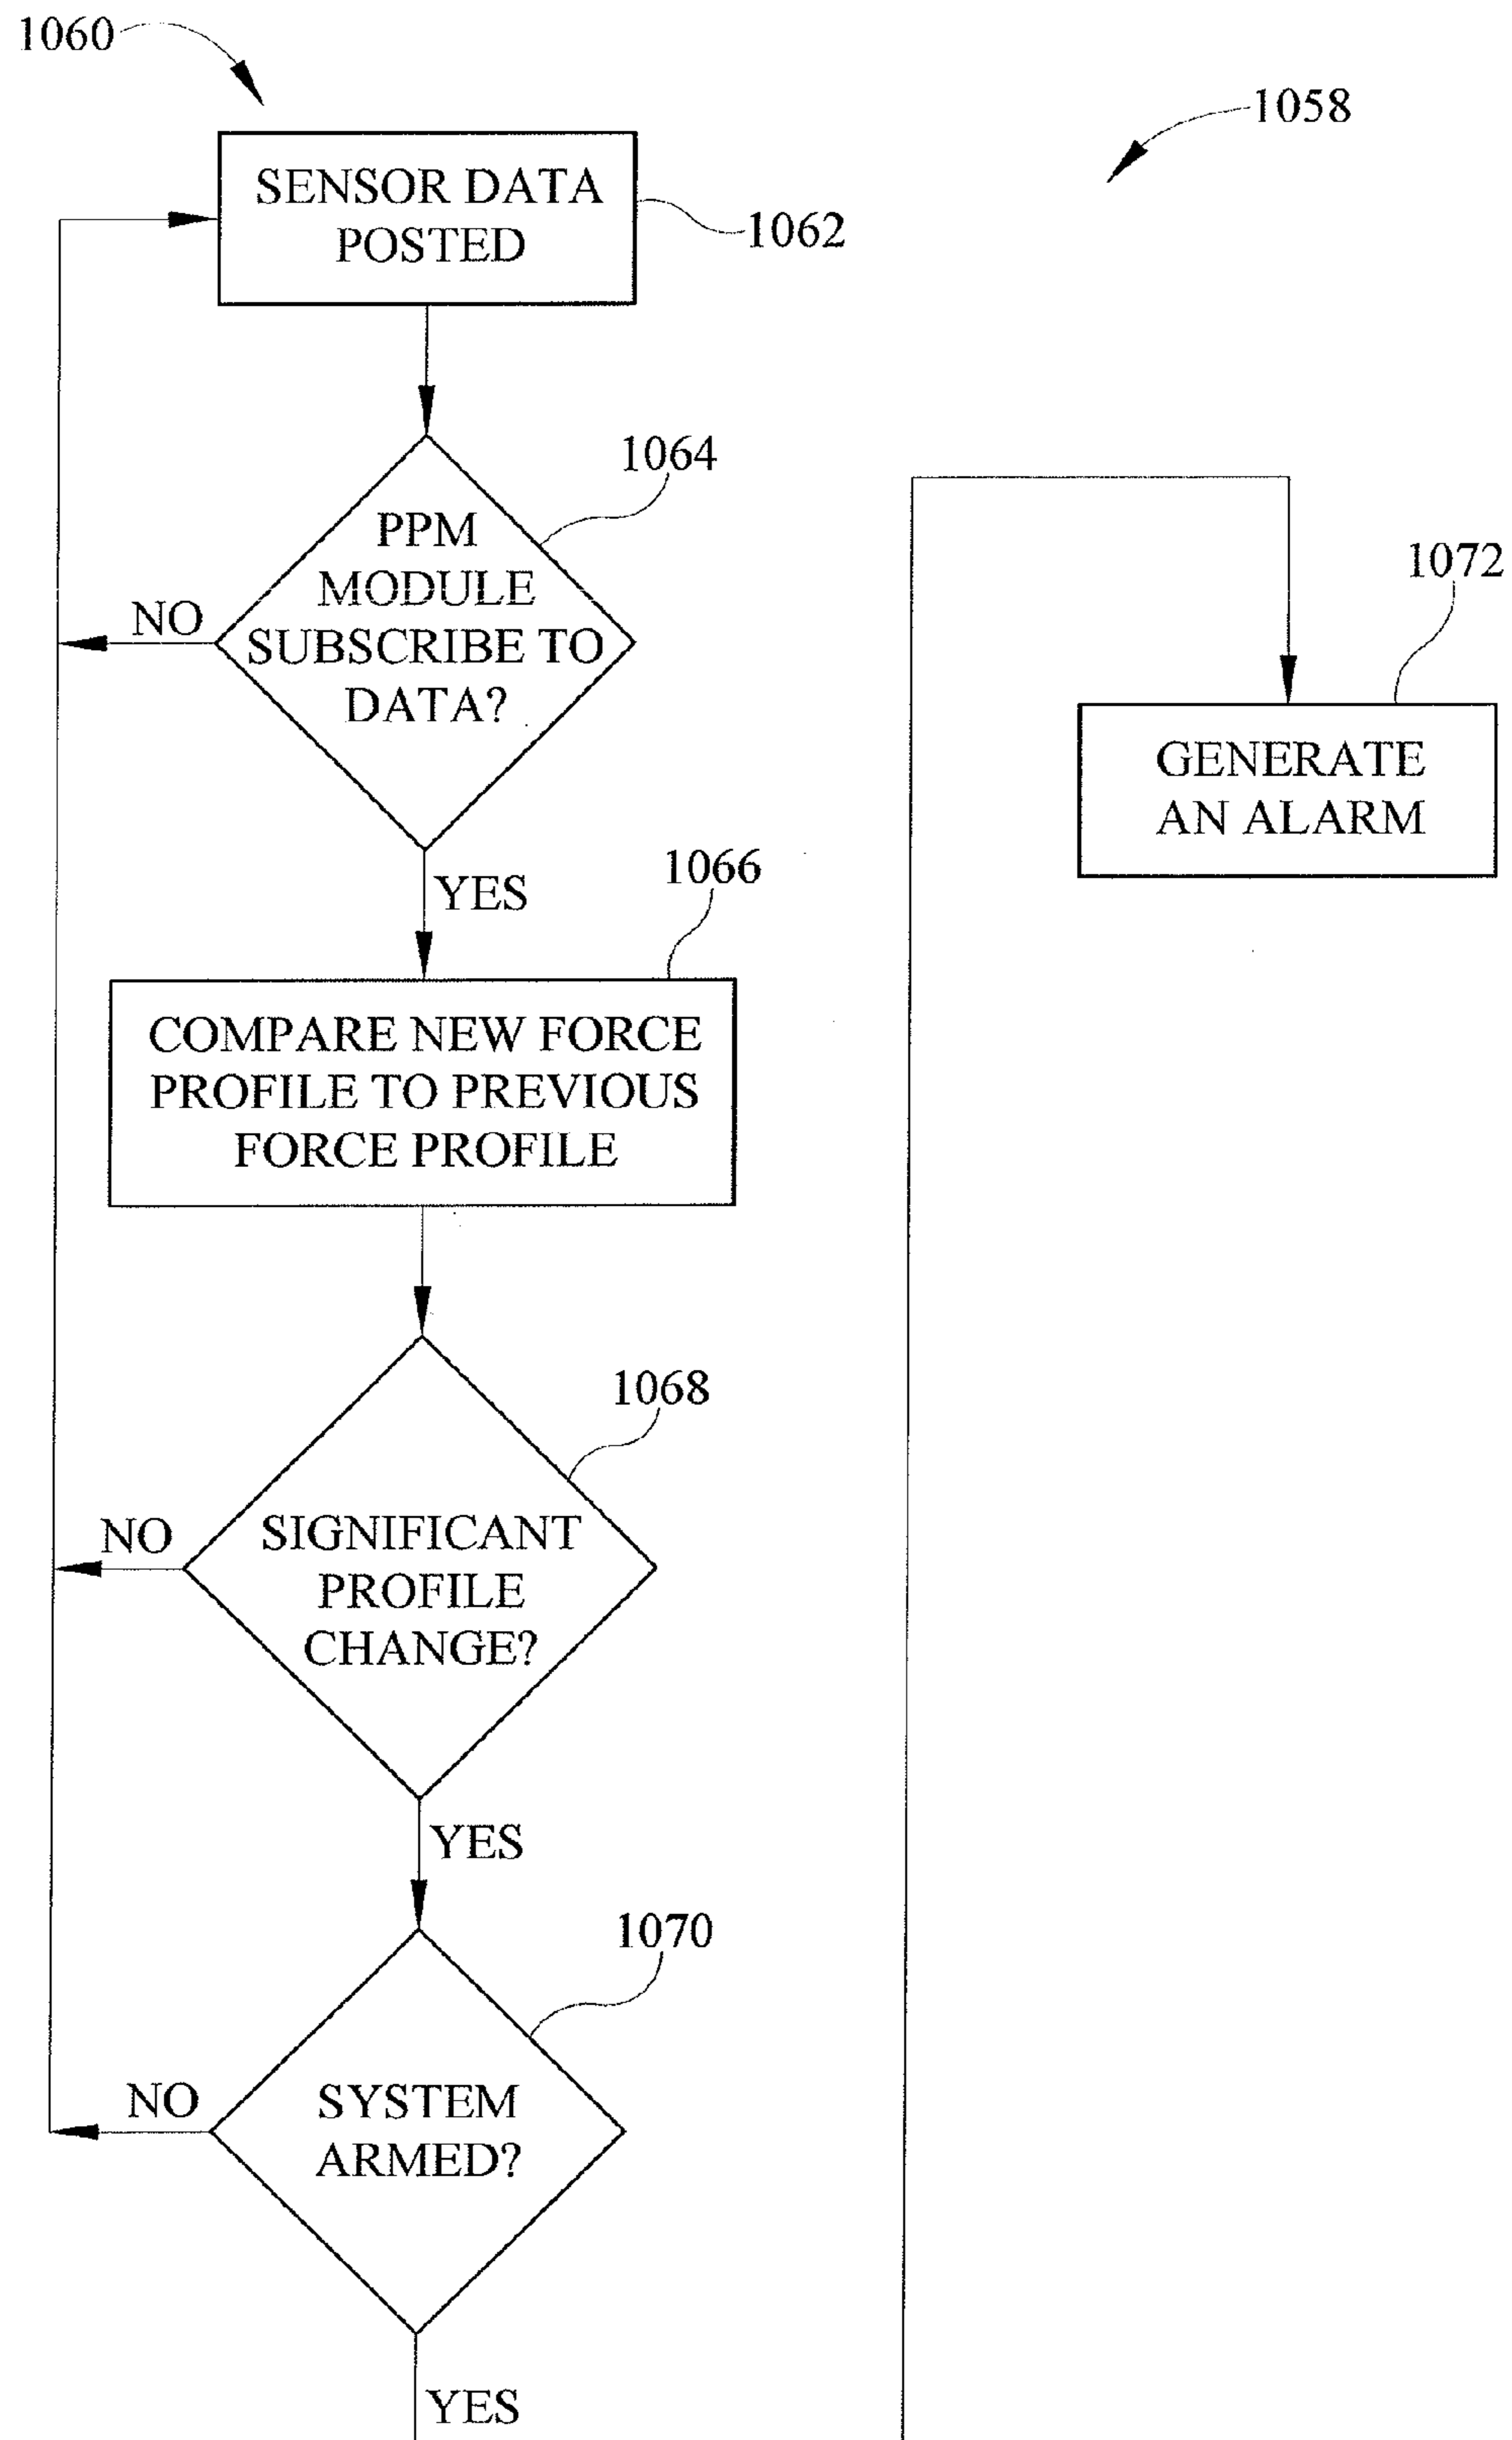 1060
1058
SENSOR DATA
POSTED
1062
1064
PPM
MODULE
SUBSCRIBE TO
DATA?
NO
YES
1066
COMPARE NEW FORCE
PROFILE TO PREVIOUS
FORCE PROFILE
1068
SIGNIFICANT
PROFILE
CHANGE?
NO
YES
1070
SYSTEM
ARMED?
NO
YES
1072
GENERATE
AN ALARM